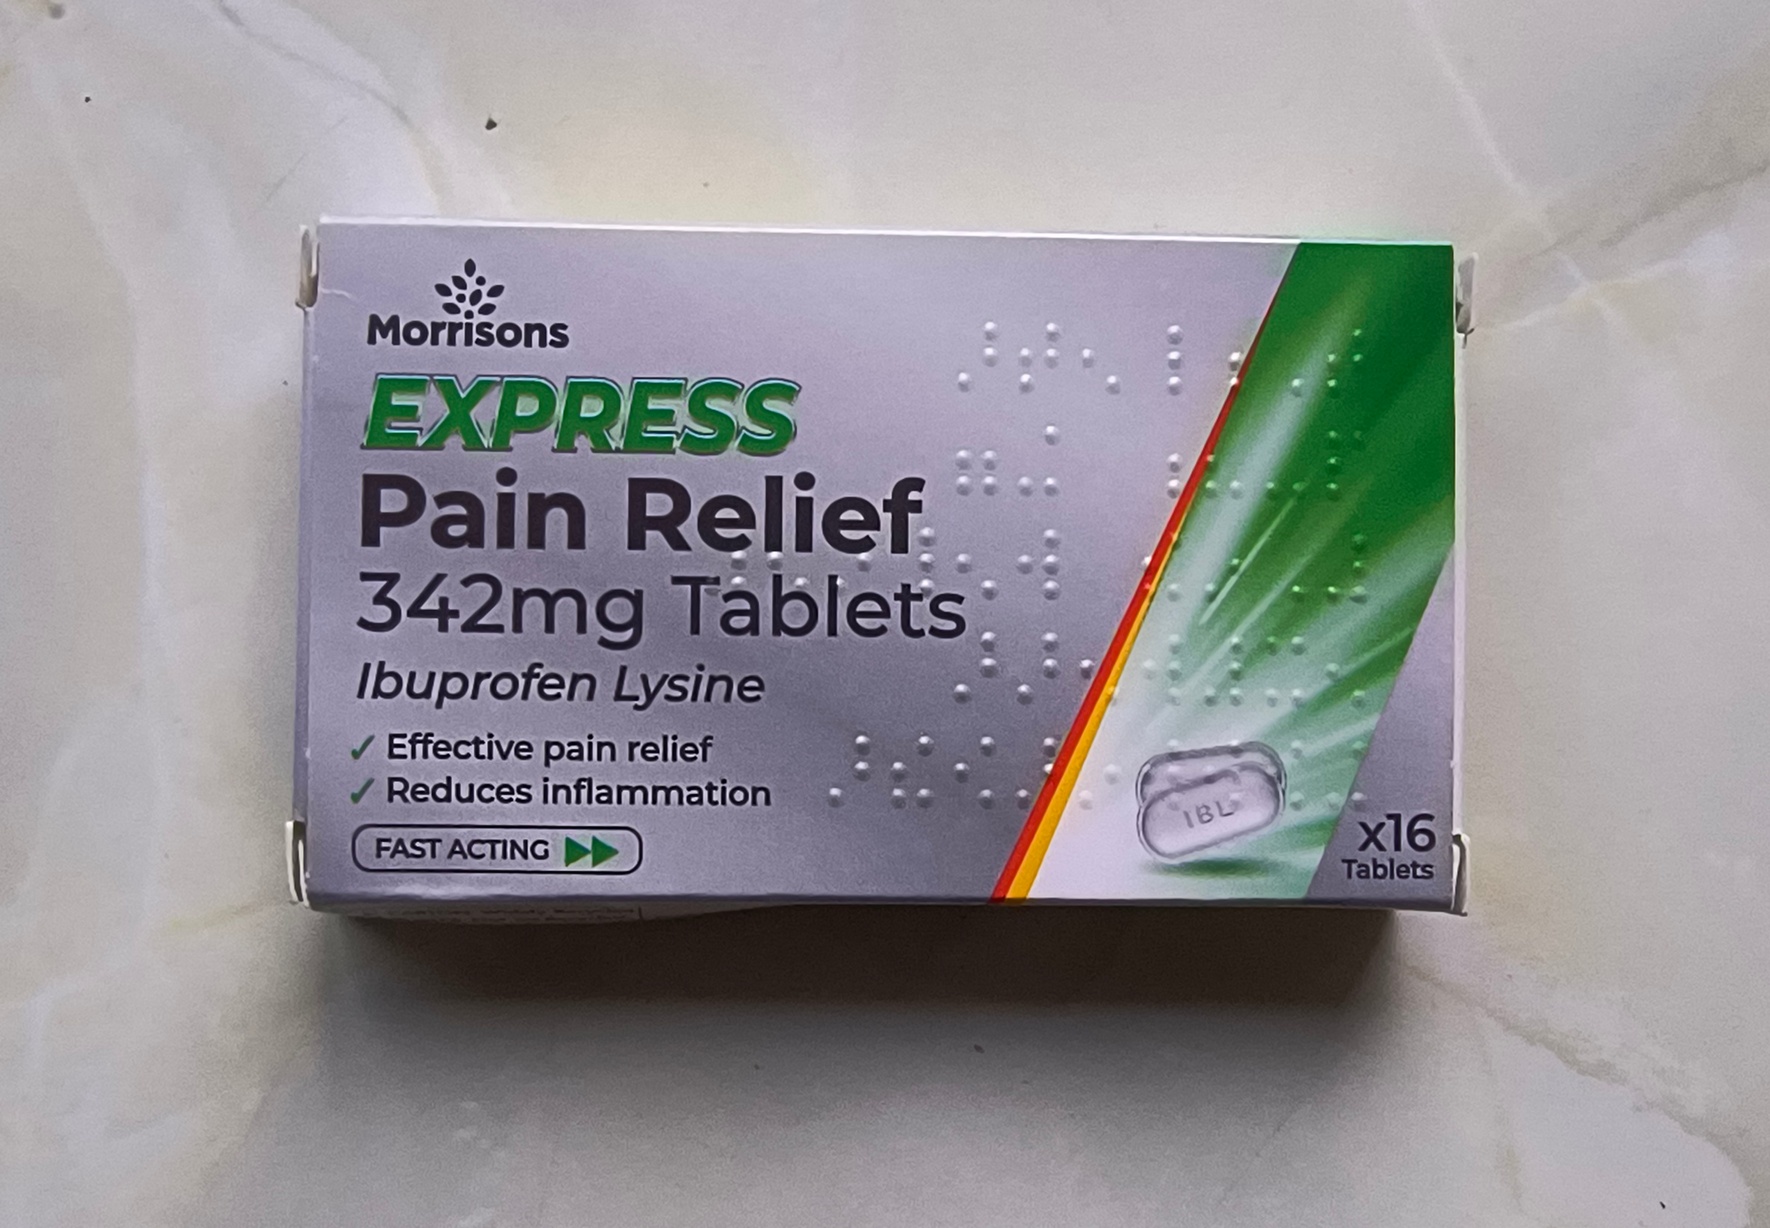 Morrisons
EXPRESS
Pain Relief
342mg Tablets
Ibuprofen Lysine
✓ Effective pain relief
✓ Reduces inflammation
FAST ACTING
IBL
x16
Tablets